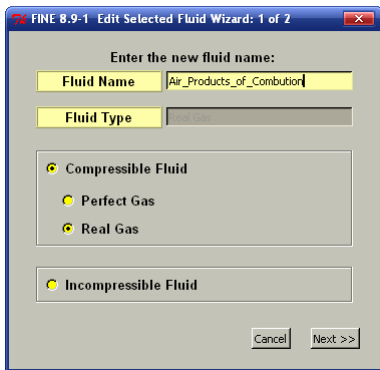 FINE 8.9-1 Edit Selected Fluid Wizard: 1 of 2
Enter the new fluid name:
Fluid Name Air_Products_of_Combution
Fluid Type Real Gas
Compressible Fluid
Perfect Gas
Real Gas
Incompressible Fluid
Cancel Next >>